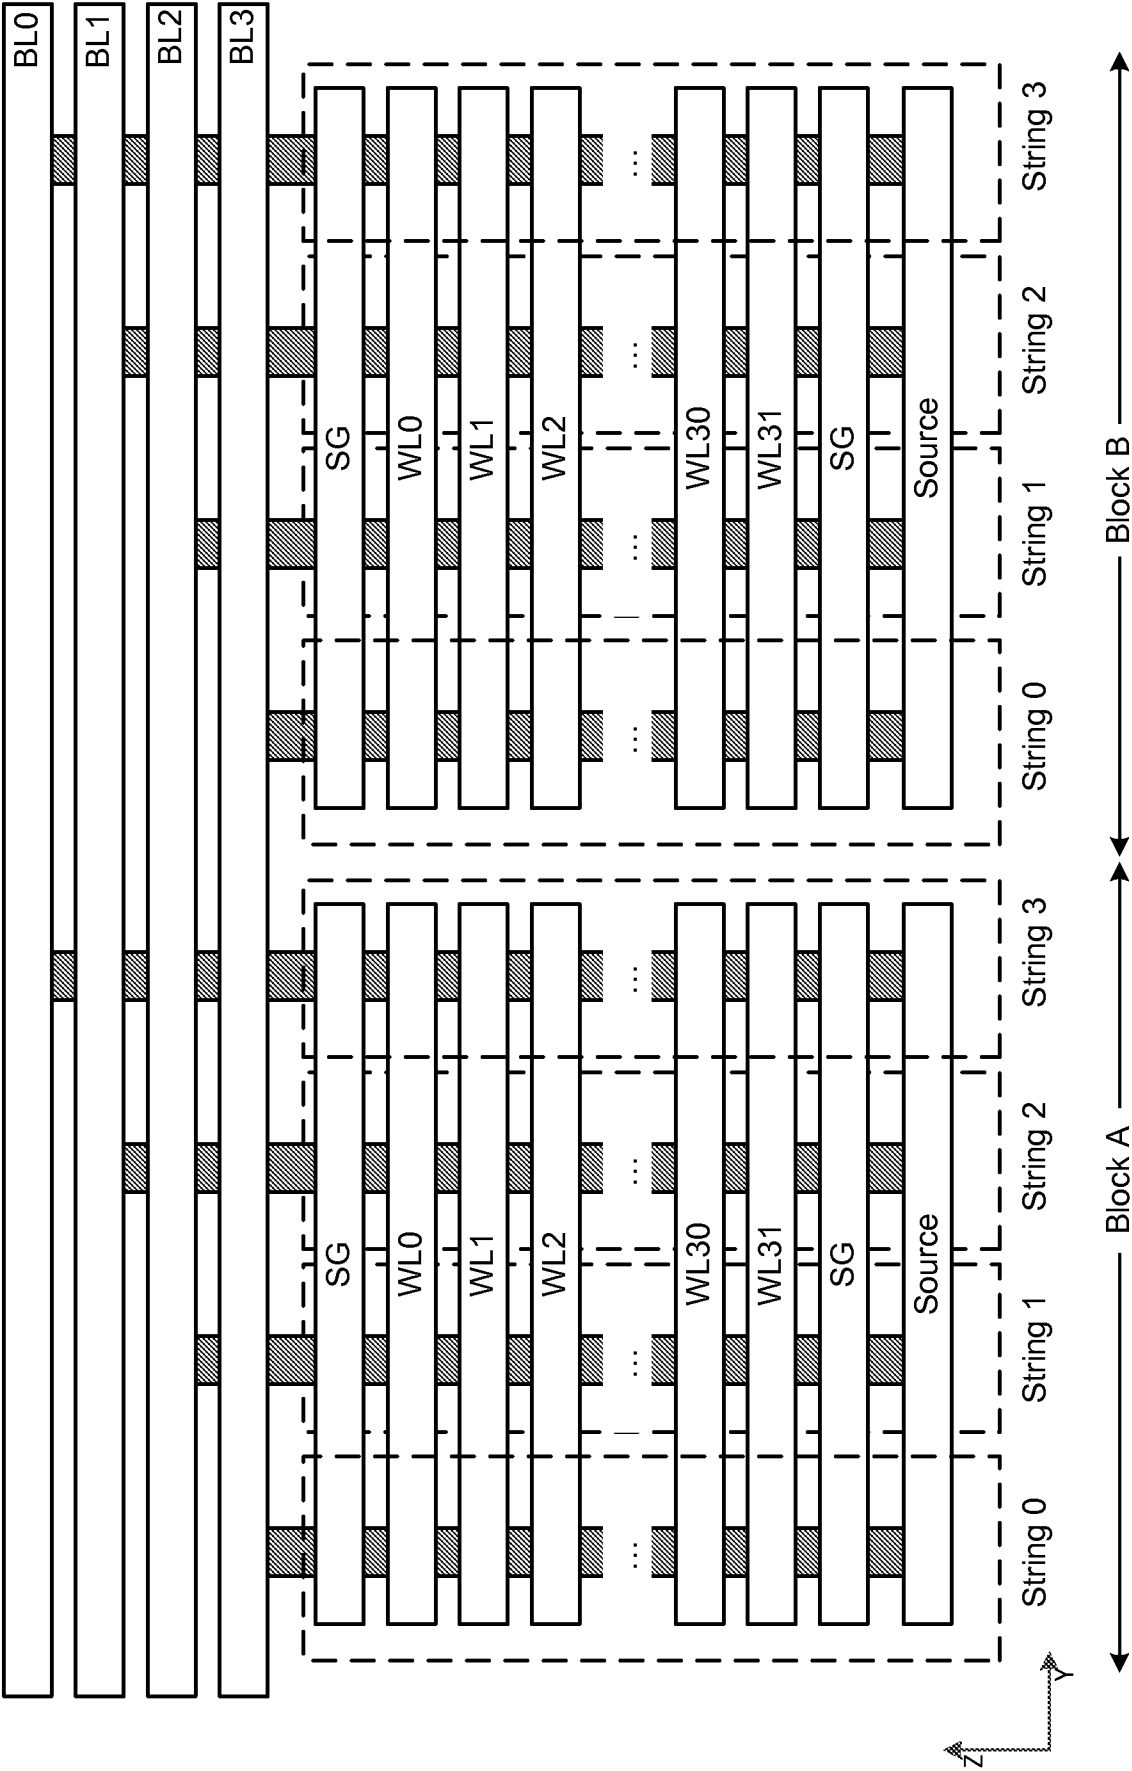 BL0
BL1
BL2
BL3
SG
SG
WL0
WL0
WL1
WL1
WL2
WL2
...
...
...
...
...
...
...
...
WL30
WL30
WL31
WL31
SG
SG
Source
Source
Z
String 0
String 1
String 2
String 3
String 0
String 1
String 2
String 3
Y
Block A
Block B